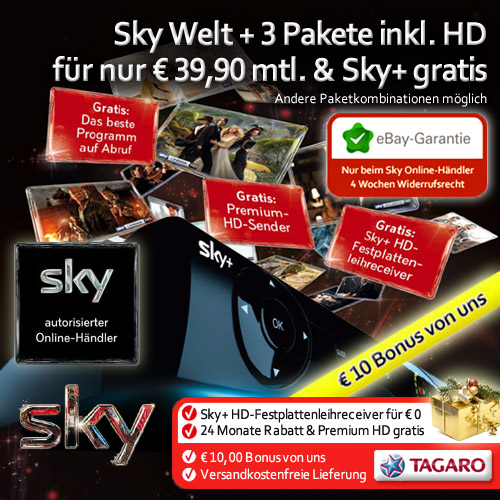 Sky Welt + 3 Pakete inkl. HD
für nur € 39,90 mtl. & Sky+ gratis
Andere Paketkombinationen möglich
Gratis:
Das beste
Programm
auf Abruf
eBay-Garantie
Nur beim Sky Online-Händler
4 Wochen Widerrufsrecht
Gratis:
Premium-
HD-Sender
Gratis:
Sky+ HD-
Festplatten-
leihreceiver
sky
autorisierter
Online-Händler
sky+
OK
€ 10 Bonus von uns
sky
Sky+ HD-Festplattenleihreceiver für € 0
24 Monate Rabatt & Premium HD gratis
€ 10,00 Bonus von uns
Versandkostenfreie Lieferung
TAGARO